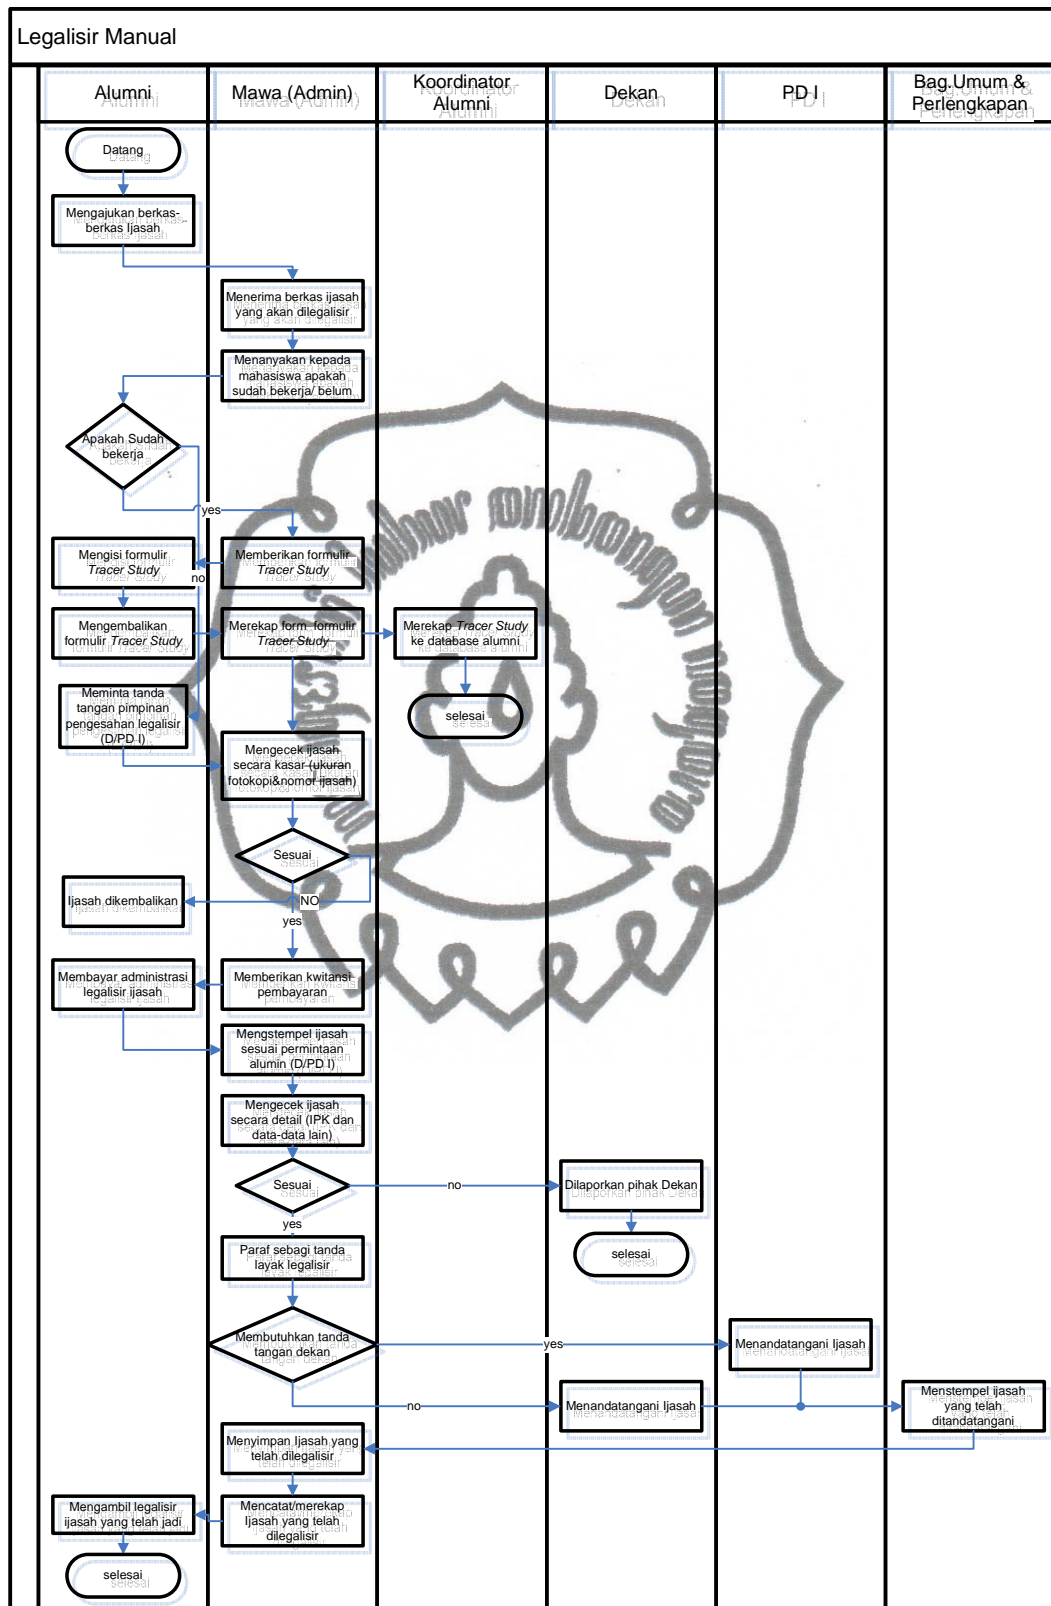 Legalisir Manual
Alumni
Mawa (Admin)
Koordinator
Alumni
Dekan
PD I
Bag.Umum &
Perlengkapan
Datang
Mengajukan berkas-
berkas Ijasah
Menerima berkas ijasah
yang akan dilegalisir
Menanyakan kepada
mahasiswa apakah
sudah bekerja/ belum
Apakah Sudah
bekerja
yes
no
Mengisi formulir
Tracer Study
Memberikan formulir
Tracer Study
Mengembalikan
formulir Tracer Study
Merekap form  formulir
Tracer Study
Merekap Tracer Study
ke database alumni
selesai
Meminta tanda
tangan pimpinan
pengesahan legalisir
(D/PD I)
Mengecek ijasah
secara kasar (ukuran
fotokopi&nomor ijasah)
Sesuai
NO
yes
Ijasah dikembalikan
Membayar administrasi
legalisir ijasah
Memberikan kwitansi
pembayaran
Mengstempel ijasah
sesuai permintaan
alumin (D/PD I)
Mengecek ijasah
secara detail (IPK dan
data-data lain)
Sesuai
no
yes
Dilaporkan pihak Dekan
selesai
Paraf sebagi tanda
layak legalisir
Membutuhkan tanda
tangan dekan
yes
no
Menandatangani Ijasah
Menandatangani Ijasah
Menstempel ijasah
yang telah
ditandatangani
Menyimpan Ijasah yang
telah dilegalisir
Mencatat/merekap
Ijasah yang telah
dilegalisir
Mengambil legalisir
ijasah yang telah jadi
selesai